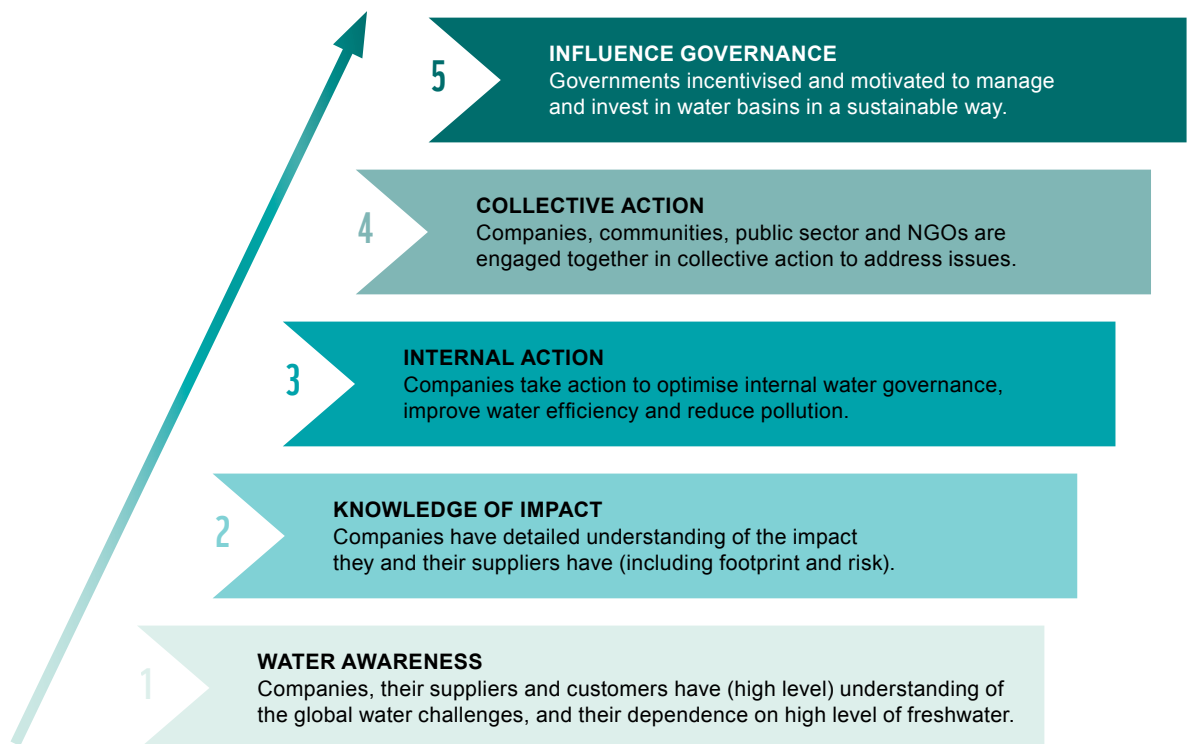 5
INFLUENCE GOVERNANCE
Governments incentivised and motivated to manage
and invest in water basins in a sustainable way.
4
COLLECTIVE ACTION
Companies, communities, public sector and NGOs are
engaged together in collective action to address issues.
3
INTERNAL ACTION
Companies take action to optimise internal water governance,
improve water efficiency and reduce pollution.
2
KNOWLEDGE OF IMPACT
Companies have detailed understanding of the impact
they and their suppliers have (including footprint and risk).
1
WATER AWARENESS
Companies, their suppliers and customers have (high level) understanding of
the global water challenges, and their dependence on high level of freshwater.